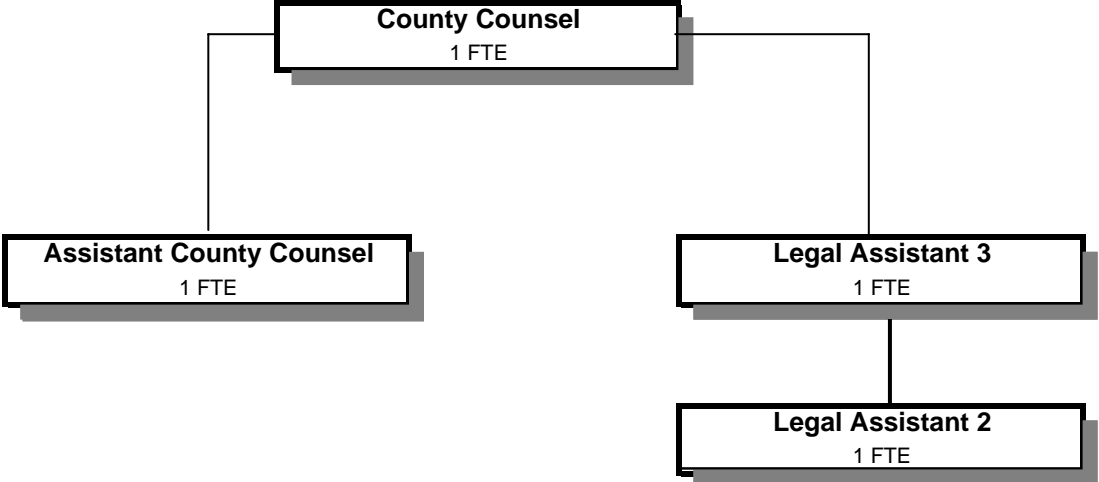 County Counsel
1 FTE
Assistant County Counsel
1 FTE
Legal Assistant 3
1 FTE
Legal Assistant 2
1 FTE